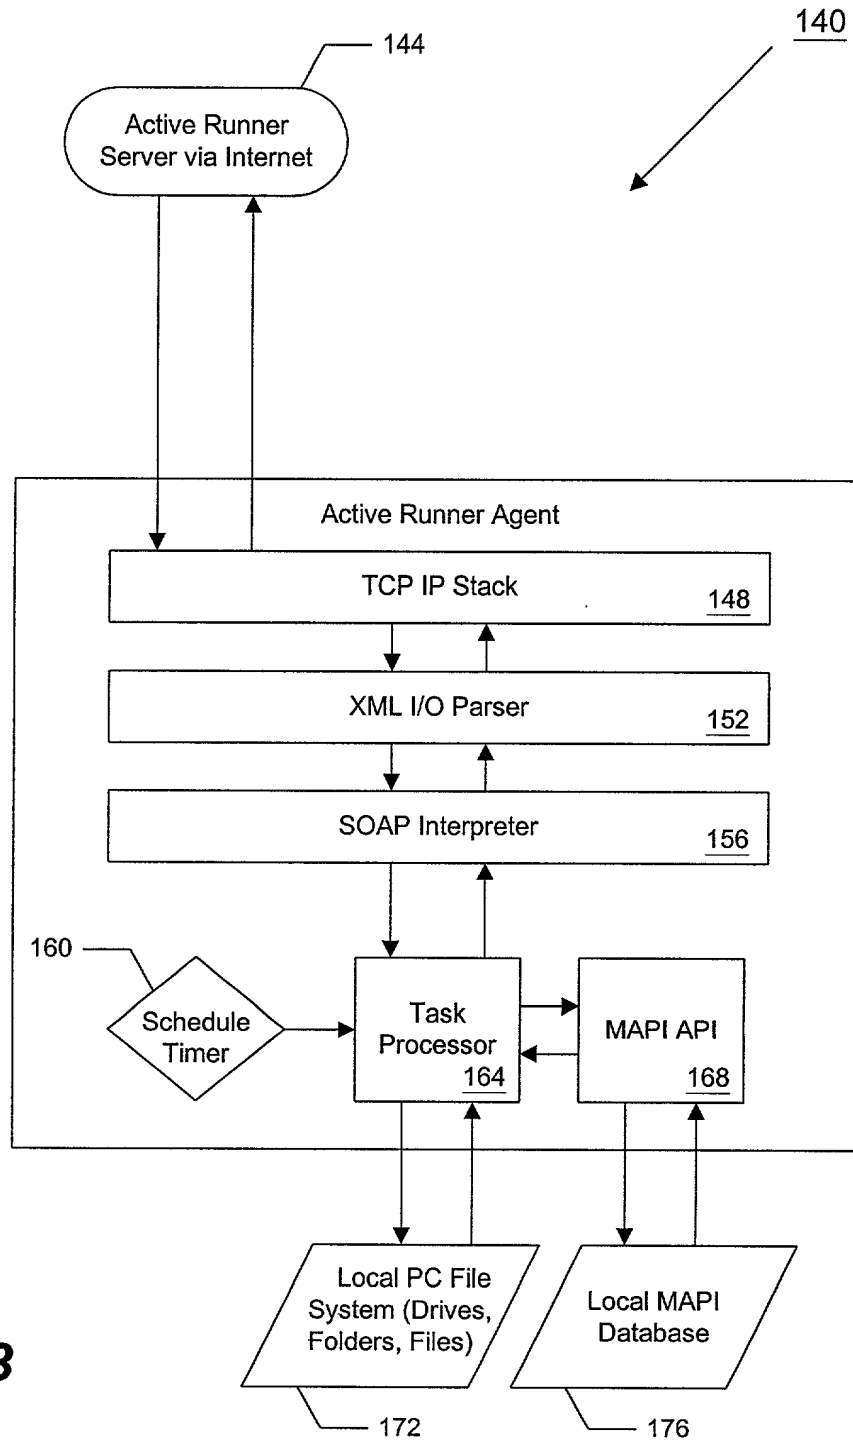 140
144
Active Runner
Server via Internet
Active Runner Agent
TCP IP Stack
148
XML I/O Parser
152
SOAP Interpreter
156
160
Schedule
Timer
Task
Processor
164
MAPI API
168
Local PC File
System (Drives,
Folders, Files)
Local MAPI
Database
3
172
176